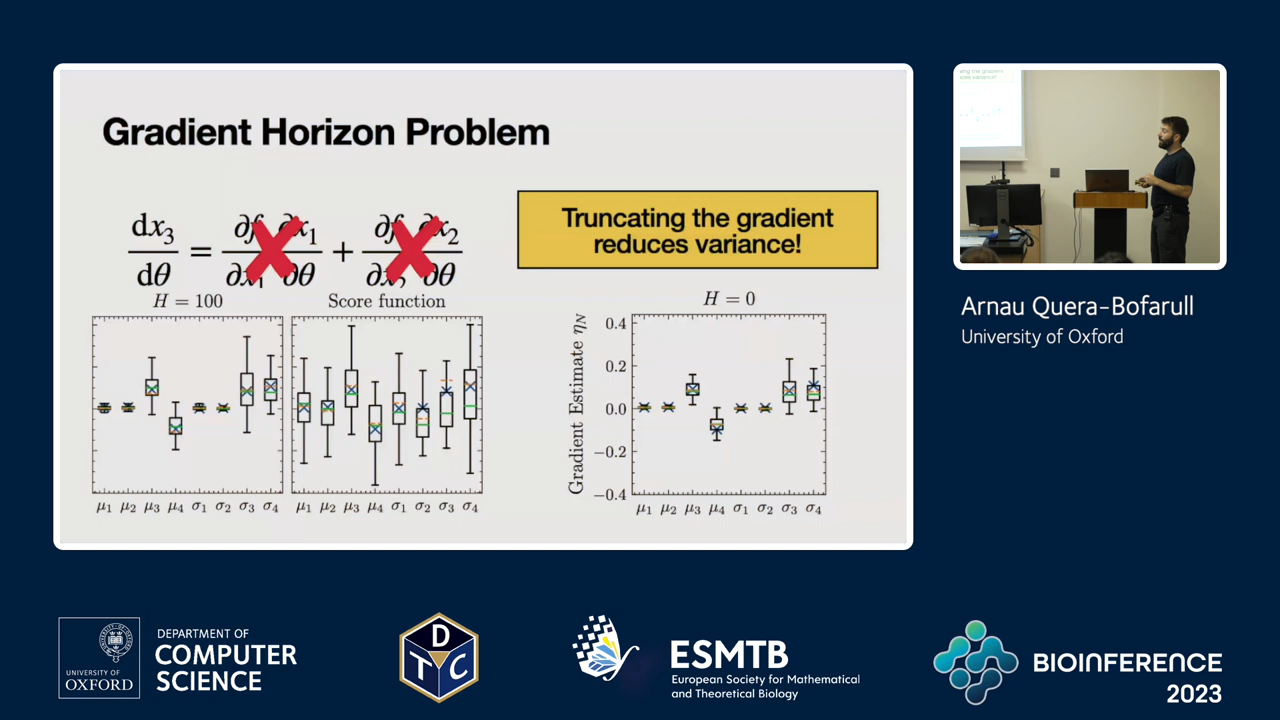 Gradient Horizon Problem
dx₃/dθ = ∂f ∂x₁/∂x₁ ∂θ + ∂f ∂x₂/∂x₂ ∂θ
Truncating the gradient
reduces variance!
H = 100
Score function
H = 0
Gradient Estimate η_N
0.4
0.2
0.0
−0.2
−0.4
μ₁ μ₂ μ₃ μ₄ σ₁ σ₂ σ₃ σ₄
μ₁ μ₂ μ₃ μ₄ σ₁ σ₂ σ₃ σ₄
μ₁ μ₂ μ₃ μ₄ σ₁ σ₂ σ₃ σ₄
Arnau Quera-Bofarull
University of Oxford
UNIVERSITY OF
OXFORD
DEPARTMENT OF
COMPUTER
SCIENCE
D
T C
ESMTB
European Society for Mathematical
and Theoretical Biology
BIOINFERENCE
2023